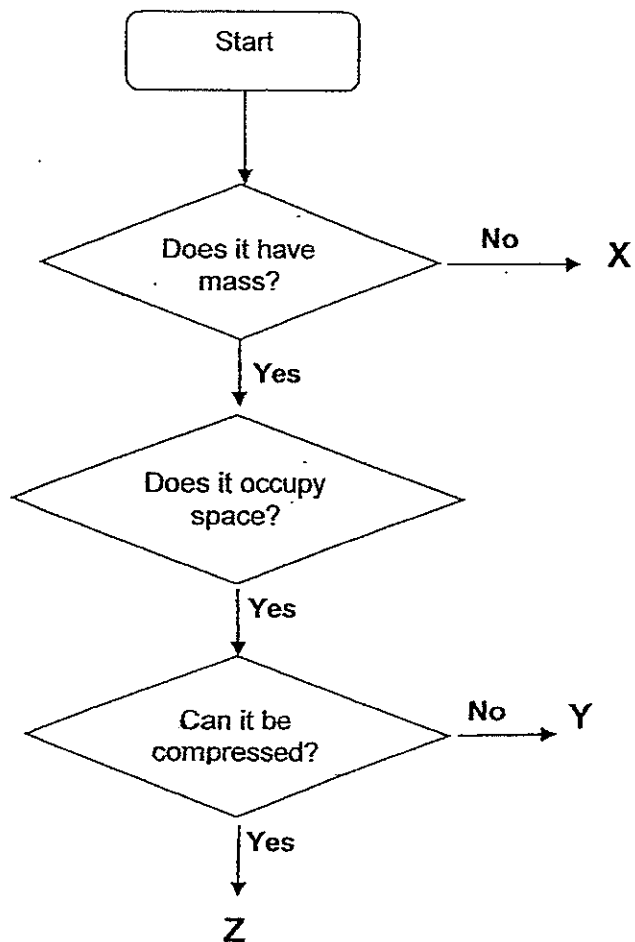 Start
Does it have
mass?
No
X
Yes
Does it occupy
space?
Yes
Can it be
compressed?
No
Y
Yes
Z